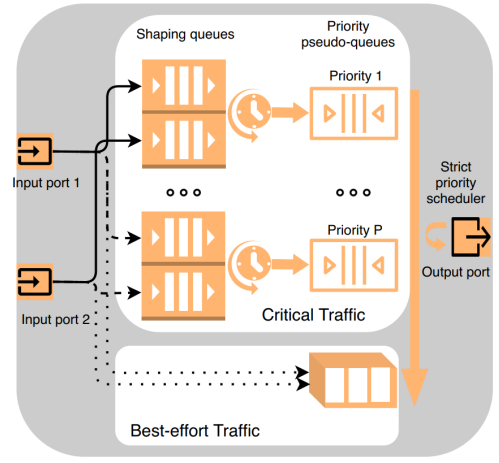 Shaping queues
Priority
pseudo-queues
Priority 1
Input port 1
Strict
priority
scheduler
Priority P
Output port
Input port 2
Critical Traffic
Best-effort Traffic